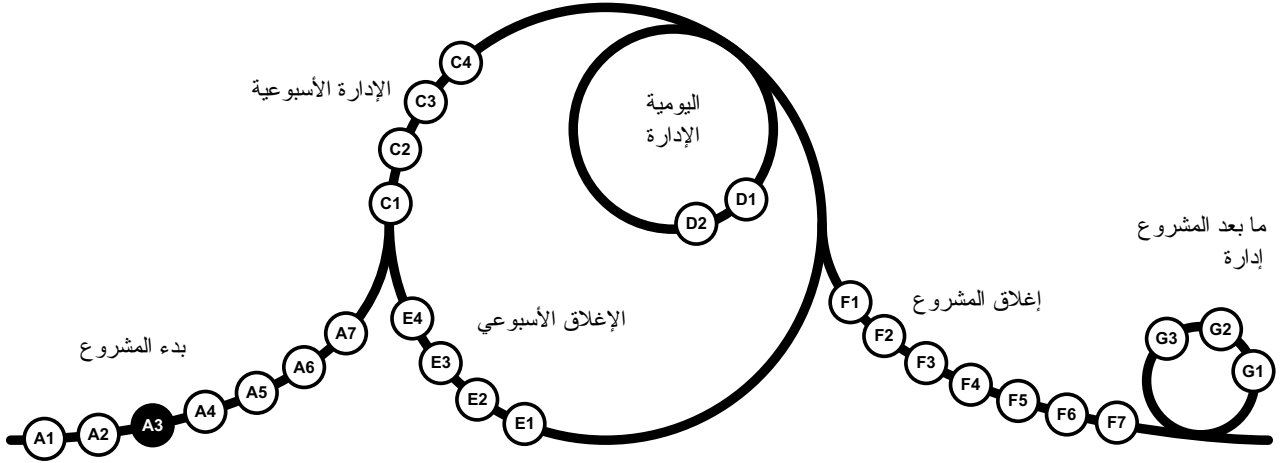 C4
C3
C2
C1
الإدارة الأسبوعية
اليومية
الإدارة
D1
D2
ما بعد المشروع
إدارة
إغلاق المشروع
الإغلاق الأسبوعي
بدء المشروع
A1
A2
A3
A4
A5
A6
A7
E4
E3
E2
E1
F1
F2
F3
F4
F5
F6
F7
G3
G2
G1